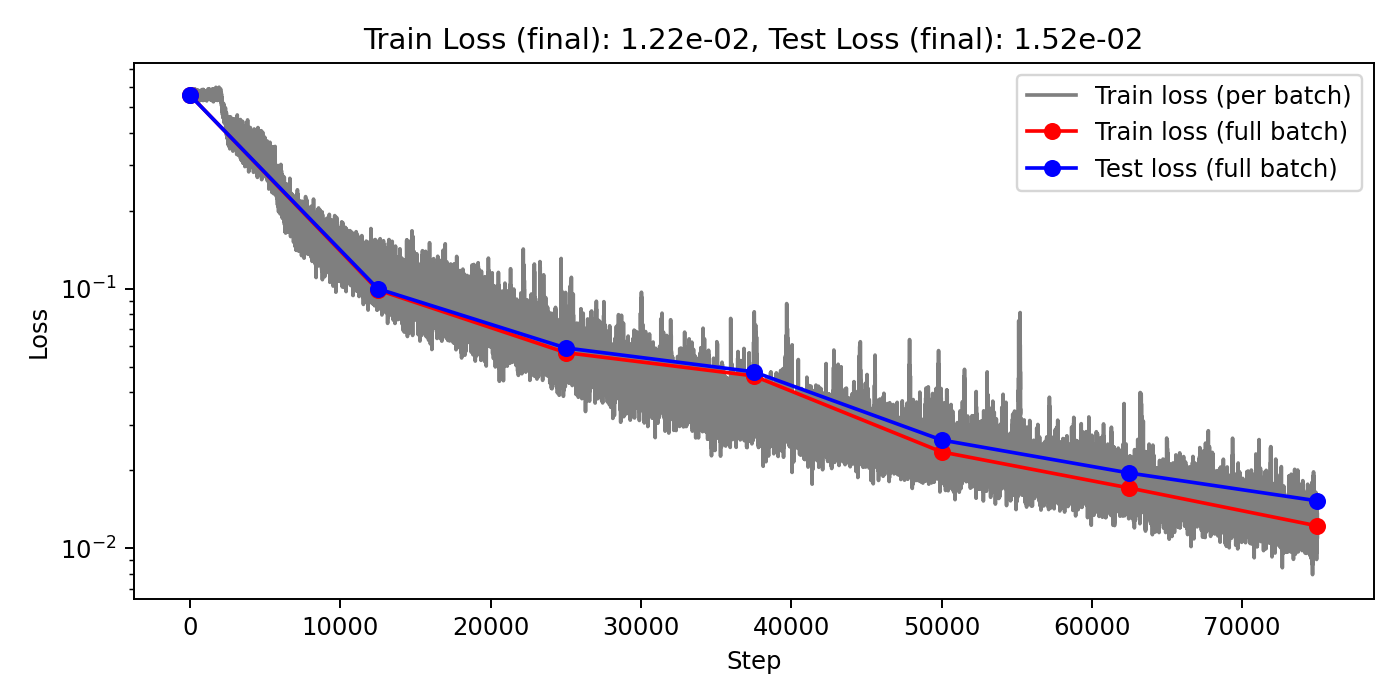 Train Loss (final): 1.22e-02, Test Loss (final): 1.52e-02
Train loss (per batch)
Train loss (full batch)
Test loss (full batch)
Loss
10⁻¹
10⁻²
0 10000 20000 30000 40000 50000 60000 70000
Step